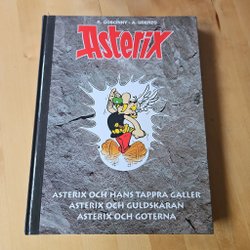 R. GOSCINNY - A. UDERZO
Asterix
ASTERIX OCH HANS TAPPRA GALLER
ASTERIX OCH GULDSKÄRAN
ASTERIX OCH GOTERNA